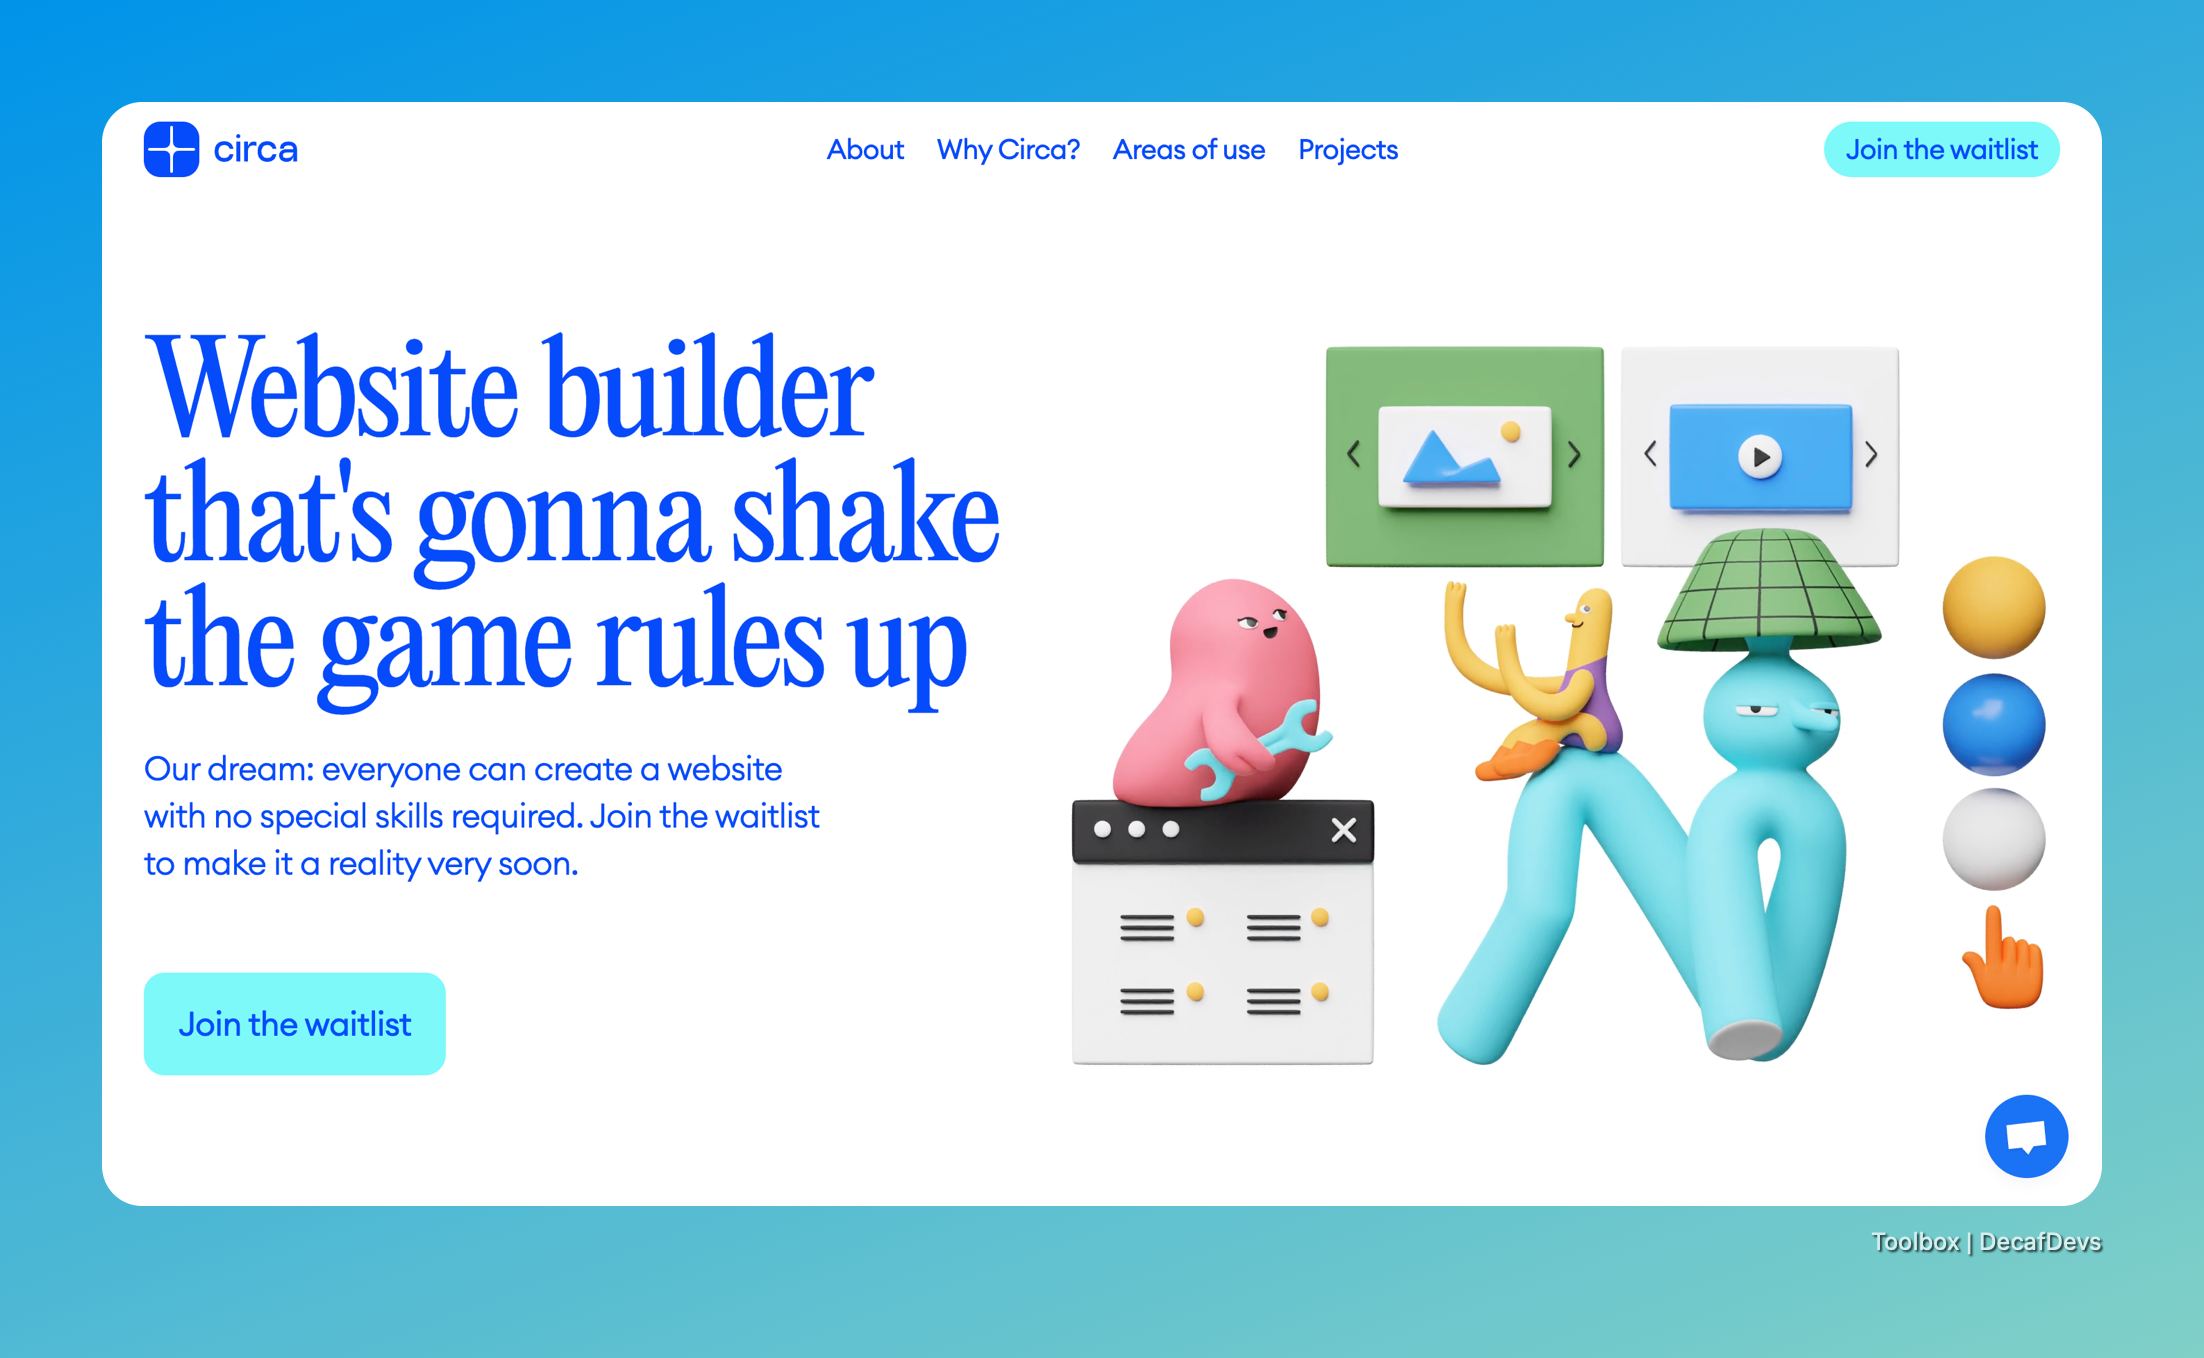 circa
About
Why Circa?
Areas of use
Projects
Join the waitlist
Website builder
that's gonna shake
the game rules up
Our dream: everyone can create a website
with no special skills required. Join the waitlist
to make it a reality very soon.
Join the waitlist
Toolbox | DecafDevs